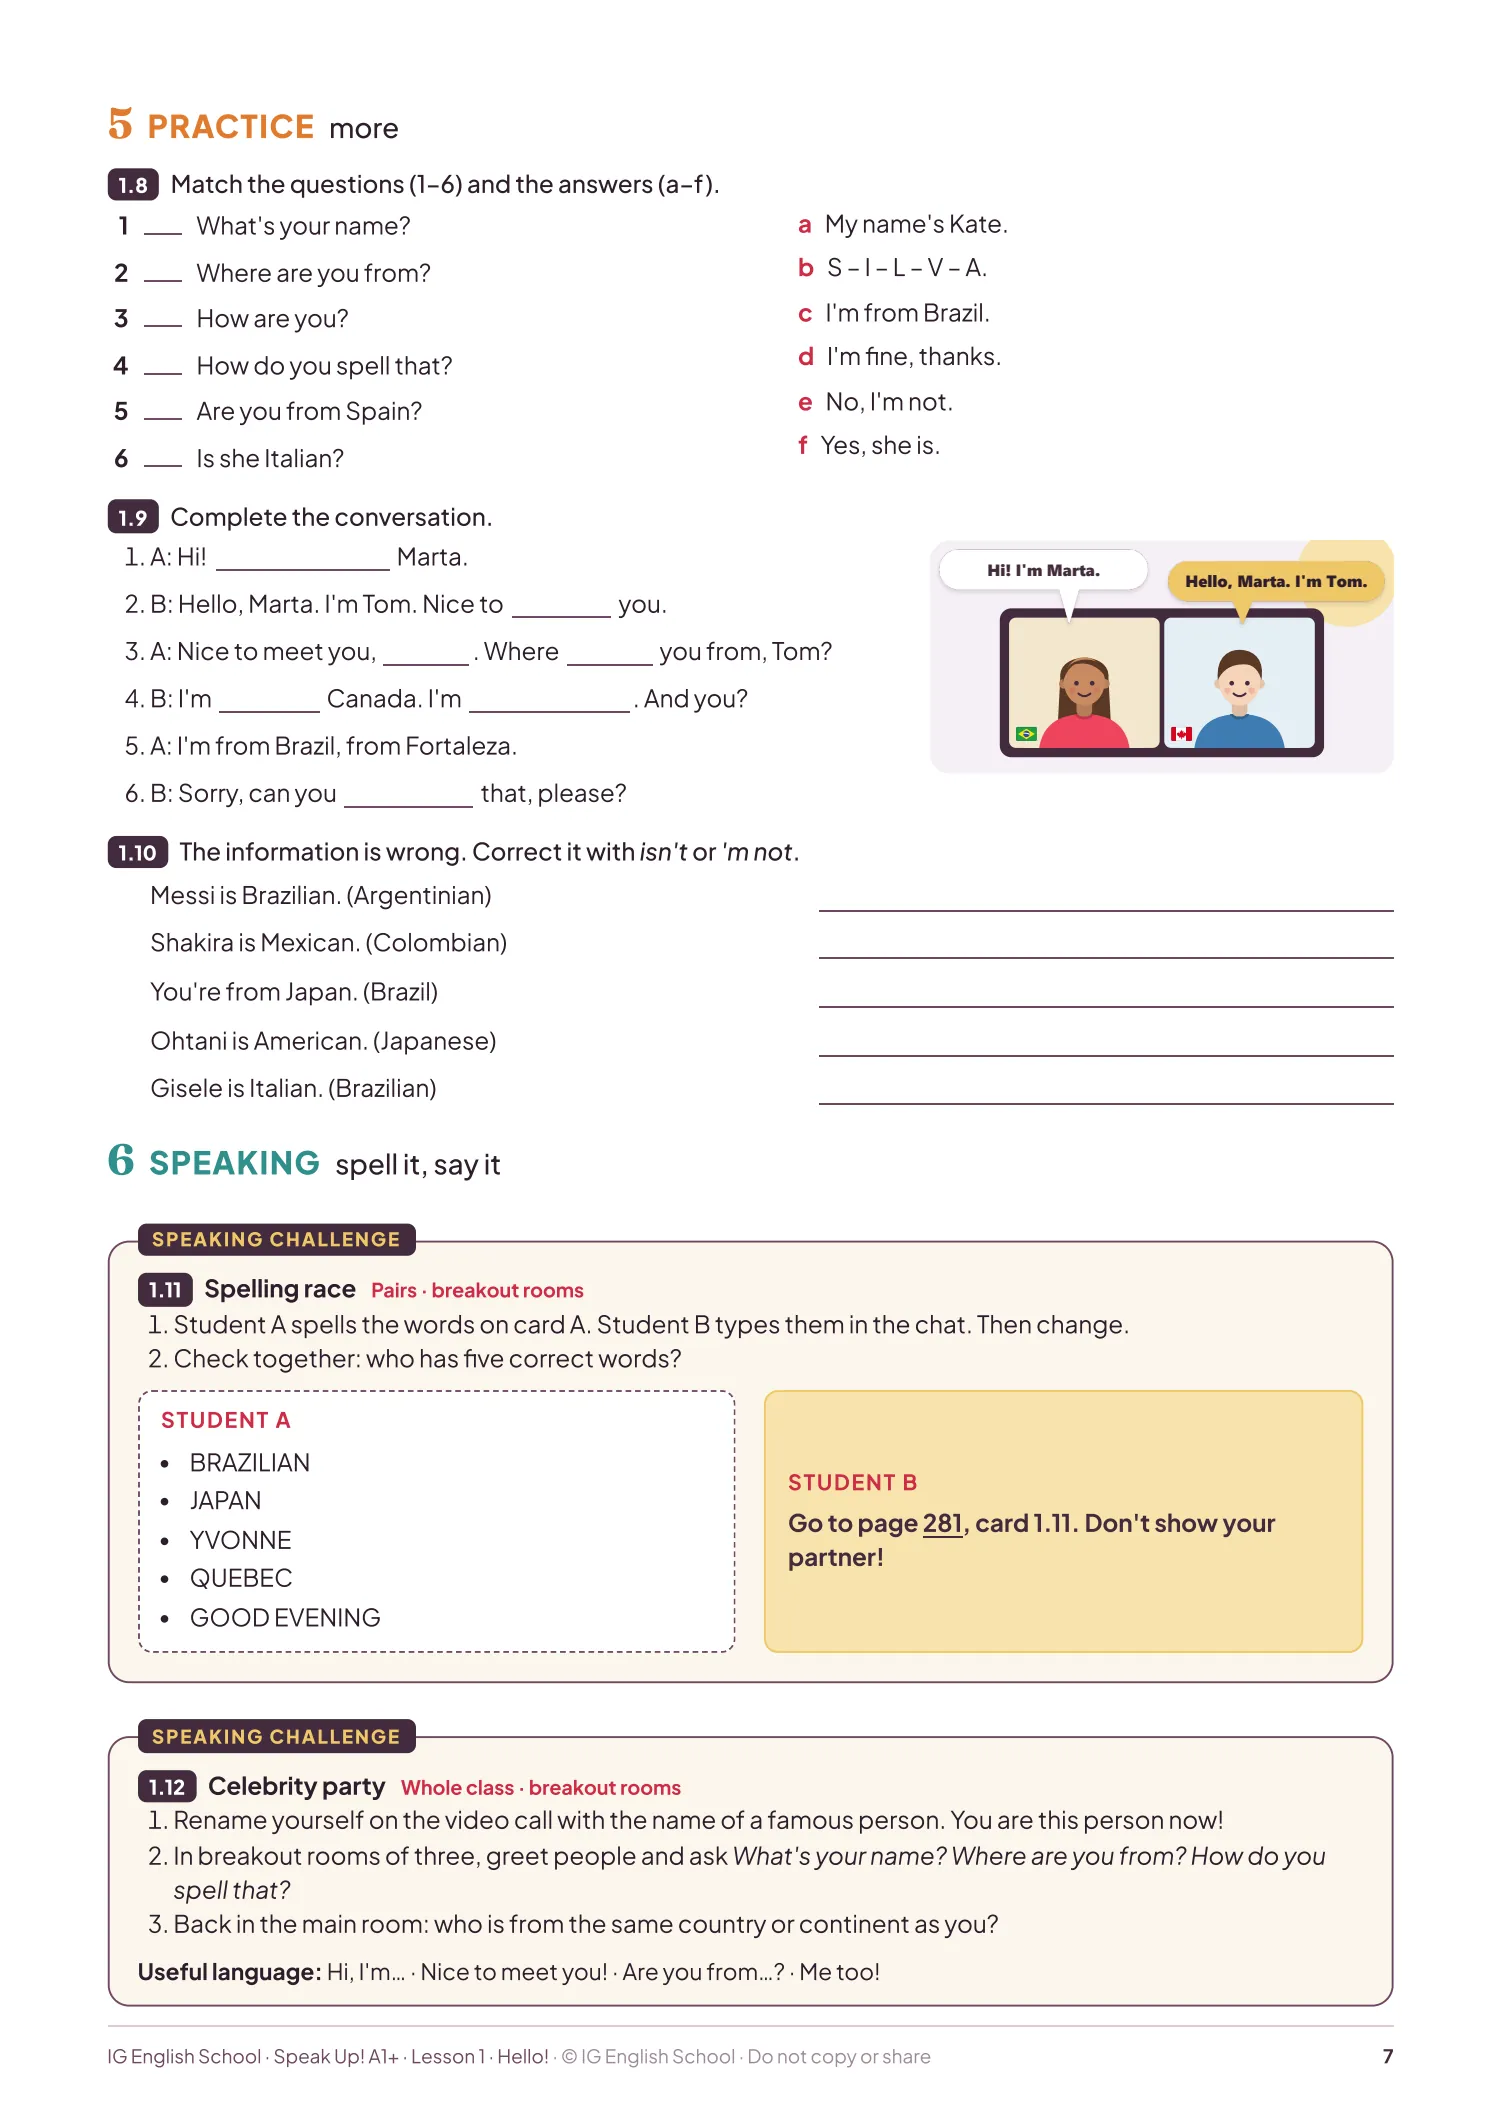 5 PRACTICE more
1.8 Match the questions (1–6) and the answers (a–f).
1 ___ What's your name?
2 ___ Where are you from?
3 ___ How are you?
4 ___ How do you spell that?
5 ___ Are you from Spain?
6 ___ Is she Italian?
a My name's Kate.
b S – I – L – V – A.
c I'm from Brazil.
d I'm fine, thanks.
e No, I'm not.
f Yes, she is.
1.9 Complete the conversation.
1. A: Hi! ___ Marta.
2. B: Hello, Marta. I'm Tom. Nice to ___ you.
3. A: Nice to meet you, ___. Where ___ you from, Tom?
4. B: I'm ___ Canada. I'm ___. And you?
5. A: I'm from Brazil, from Fortaleza.
6. B: Sorry, can you ___ that, please?
Hi! I'm Marta.
Hello, Marta. I'm Tom.
1.10 The information is wrong. Correct it with isn't or 'm not.
Messi is Brazilian. (Argentinian)
Shakira is Mexican. (Colombian)
You're from Japan. (Brazil)
Ohtani is American. (Japanese)
Gisele is Italian. (Brazilian)
6 SPEAKING spell it, say it
SPEAKING CHALLENGE
1.11 Spelling race Pairs · breakout rooms
1. Student A spells the words on card A. Student B types them in the chat. Then change.
2. Check together: who has five correct words?
STUDENT A
• BRAZILIAN
• JAPAN
• YVONNE
• QUEBEC
• GOOD EVENING
STUDENT B
Go to page 281, card 1.11. Don't show your
partner!
SPEAKING CHALLENGE
1.12 Celebrity party Whole class · breakout rooms
1. Rename yourself on the video call with the name of a famous person. You are this person now!
2. In breakout rooms of three, greet people and ask What's your name? Where are you from? How do you
spell that?
3. Back in the main room: who is from the same country or continent as you?
Useful language: Hi, I'm... · Nice to meet you! · Are you from...? · Me too!
IG English School · Speak Up! A1+ · Lesson 1 · Hello! · © IG English School · Do not copy or share
7